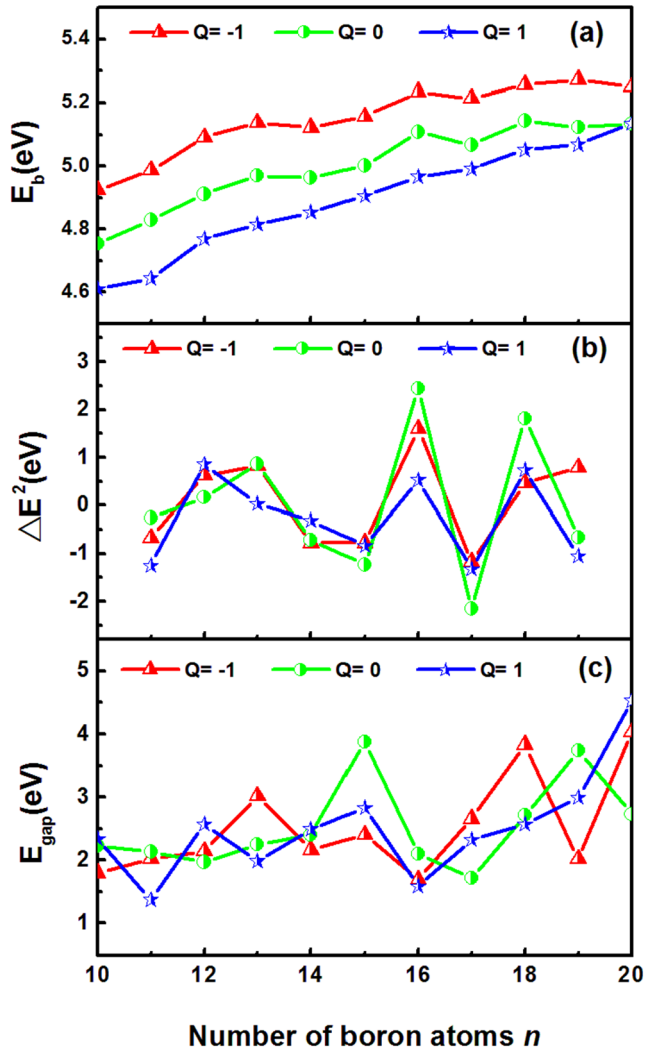 Q= -1 Q= 0 Q= 1 (a)
5.4
5.2
5.0
4.8
4.6
E_b(eV)
Q= -1 Q= 0 Q= 1 (b)
3
2
1
0
-1
-2
△E²(eV)
Q= -1 Q= 0 Q= 1 (c)
5
4
3
2
1
E_gap(eV)
10 12 14 16 18 20
Number of boron atoms n